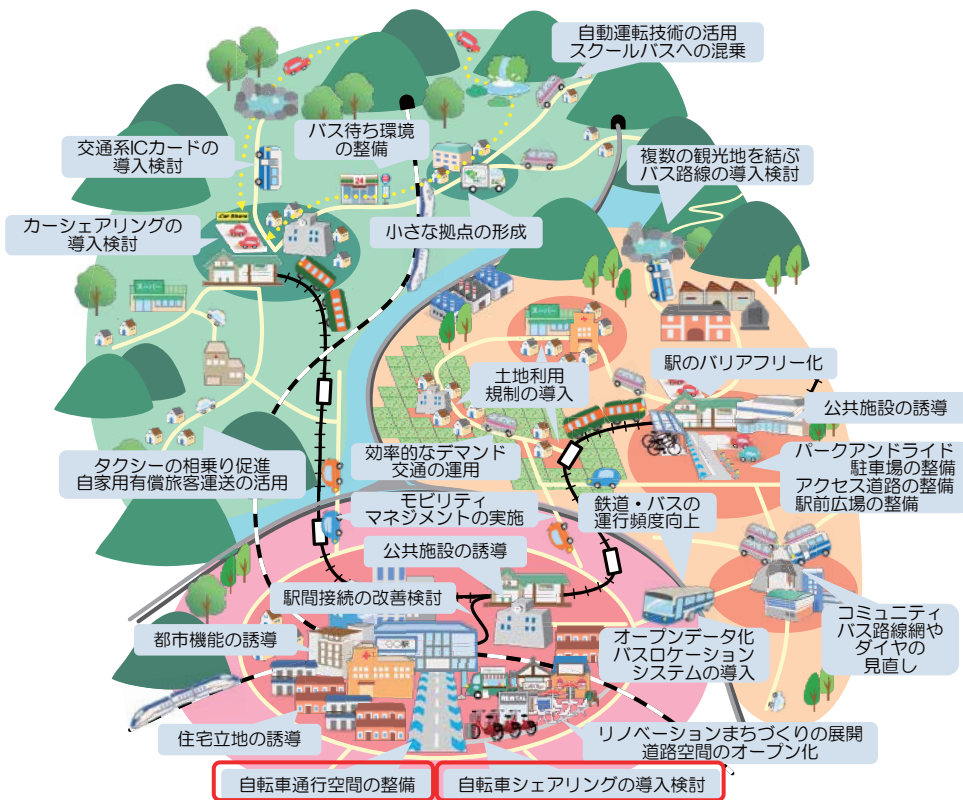 自動運転技術の活用
スクールバスへの混乗
バス待ち環境
の整備
交通系ICカードの
導入検討
複数の観光地を結ぶ
バス路線の導入検討
24
Car Share
カーシェアリングの
導入検討
小さな拠点の形成
スーパー
スーパー
土地利用
規制の導入
駅のバリアフリー化
公共施設の誘導
タクシーの相乗り促進
自家用有償旅客運送の活用
効率的なデマンド
交通の運用
パークアンドライド
駐車場の整備
アクセス道路の整備
駅前広場の整備
モビリティ
マネジメントの実施
鉄道・バスの
運行頻度向上
公共施設の誘導
駅間接続の改善検討
都市機能の誘導
〇〇駅
オープンデータ化
バスロケーション
システムの導入
コミュニティ
バス路線網や
ダイヤの
見直し
RENTAL
住宅立地の誘導
リノベーションまちづくりの展開
道路空間のオープン化
自転車通行空間の整備
自転車シェアリングの導入検討